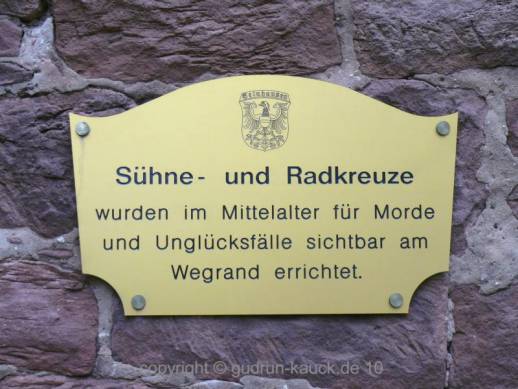 Gelnhausen
Sühne- und Radkreuze
wurden im Mittelalter für Morde
und Unglücksfälle sichtbar am
Wegrand errichtet.
copyright © gudrun-kauck.de 10